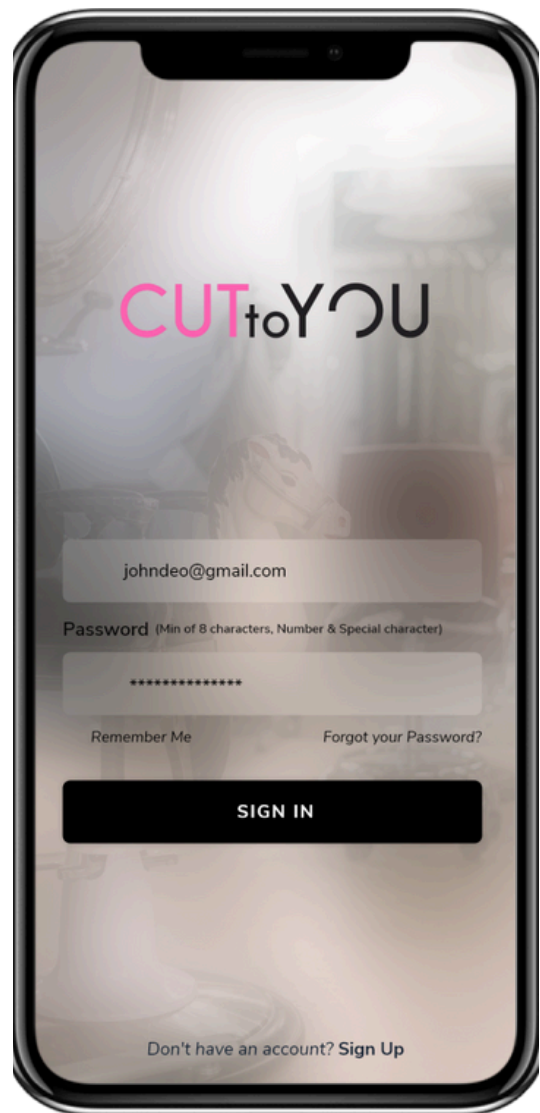 CUTtoYOU
johndeo@gmail.com
Password (Min of 8 characters, Number & Special character)
**************
Remember Me
Forgot your Password?
SIGN IN
Don't have an account? Sign Up